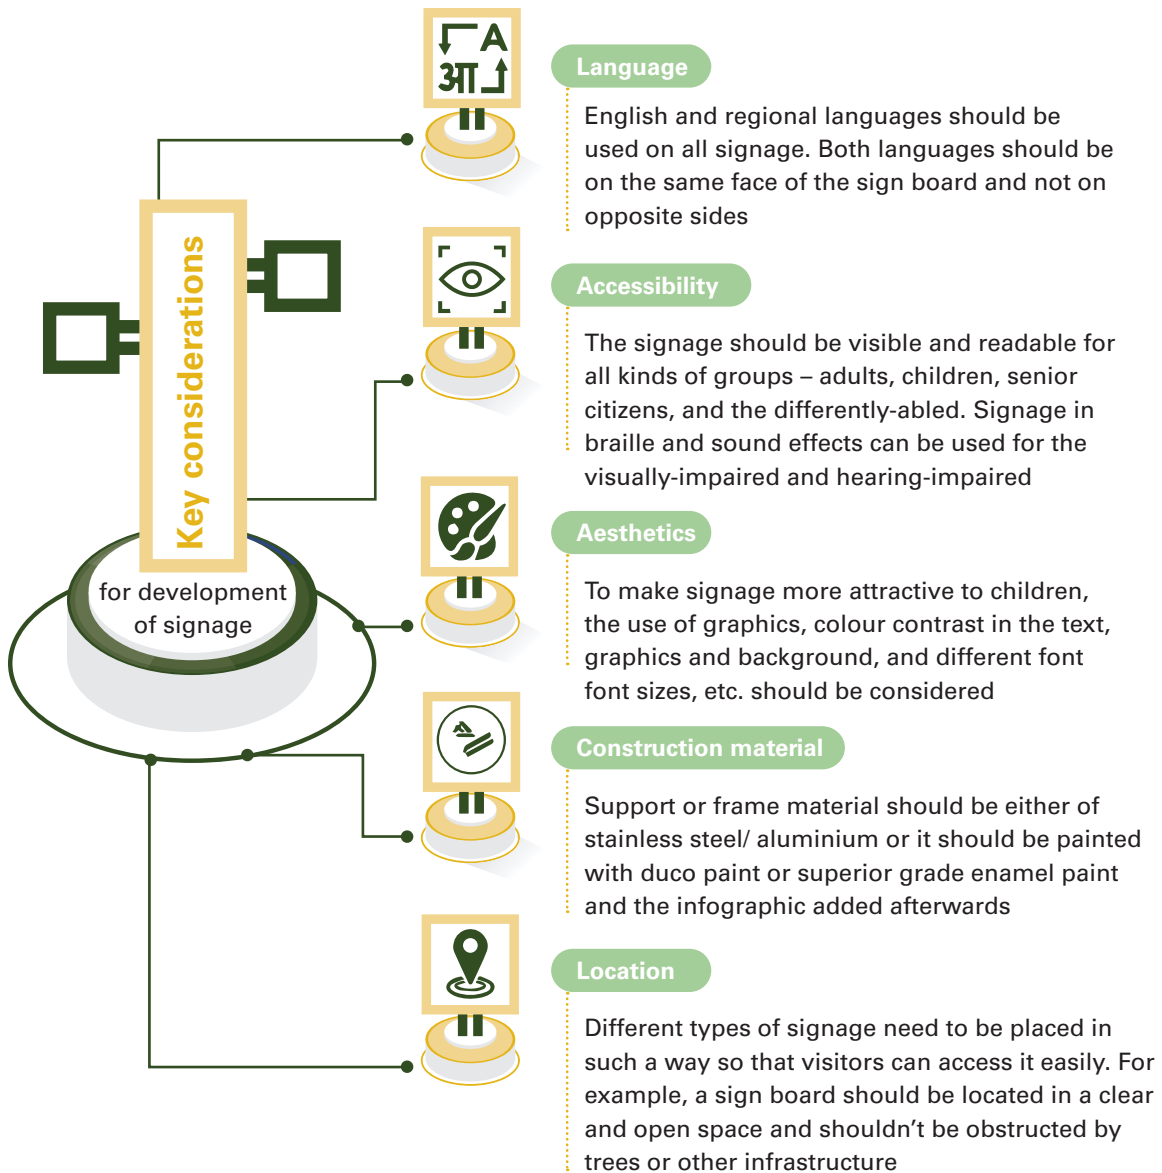 Key considerations
for development
of signage
A
आ
Language
English and regional languages should be
used on all signage. Both languages should be
on the same face of the sign board and not on
opposite sides
Accessibility
The signage should be visible and readable for
all kinds of groups – adults, children, senior
citizens, and the differently-abled. Signage in
braille and sound effects can be used for the
visually-impaired and hearing-impaired
Aesthetics
To make signage more attractive to children,
the use of graphics, colour contrast in the text,
graphics and background, and different font
font sizes, etc. should be considered
Construction material
Support or frame material should be either of
stainless steel/ aluminium or it should be painted
with duco paint or superior grade enamel paint
and the infographic added afterwards
Location
Different types of signage need to be placed in
such a way so that visitors can access it easily. For
example, a sign board should be located in a clear
and open space and shouldn’t be obstructed by
trees or other infrastructure